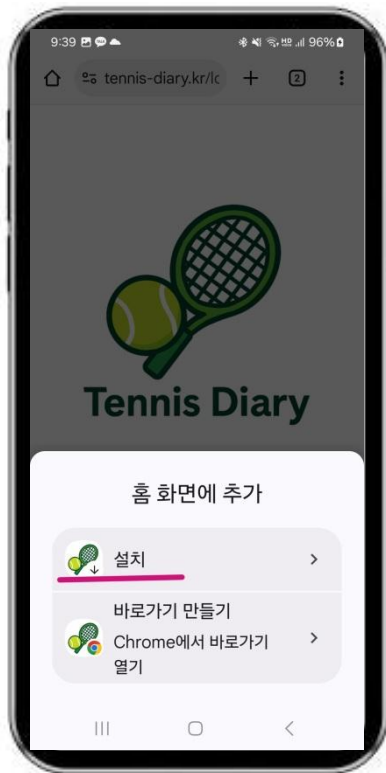 9:39 96%
tennis-diary.kr/lc 2
Tennis Diary
홈 화면에 추가
설치
바로가기 만들기
Chrome에서 바로가기
열기